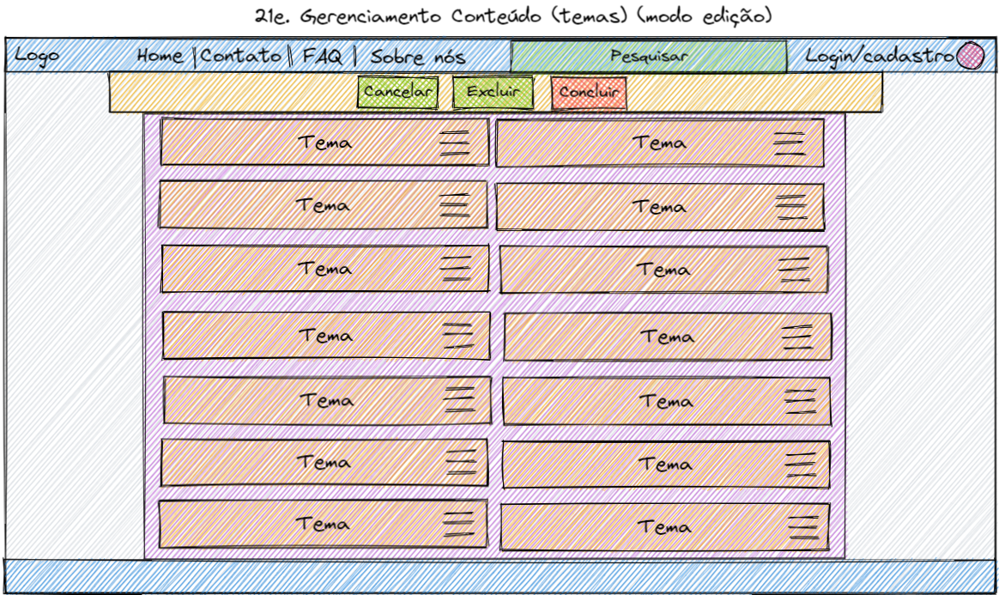 21e. Gerenciamento Conteúdo (temas) (modo edição)
Logo Home | Contato || FAQ | Sobre nós Pesquisar Login/cadastro
Cancelar Excluir Concluir
Tema Tema
Tema Tema
Tema Tema
Tema Tema
Tema Tema
Tema Tema
Tema Tema